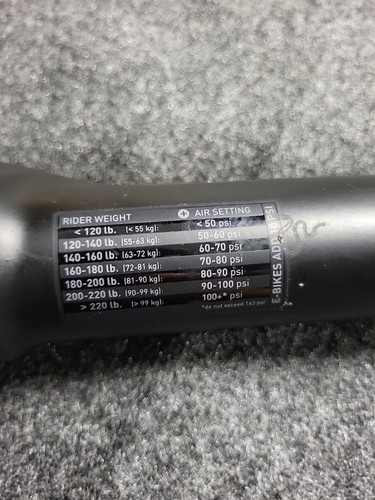 RIDER WEIGHT + AIR SETTING
< 120 lb. (< 55 kg): < 50 psi
120-140 lb. (55-63 kg): 50-60 psi
140-160 lb. (63-72 kg): 60-70 psi
160-180 lb. (72-81 kg): 70-80 psi
180-200 lb. (81-90 kg): 80-90 psi
200-220 lb. (90-99 kg): 90-100 psi
> 220 lb. (> 99 kg): 100+* psi
*do not exceed 163 psi
E-BIKES ADD